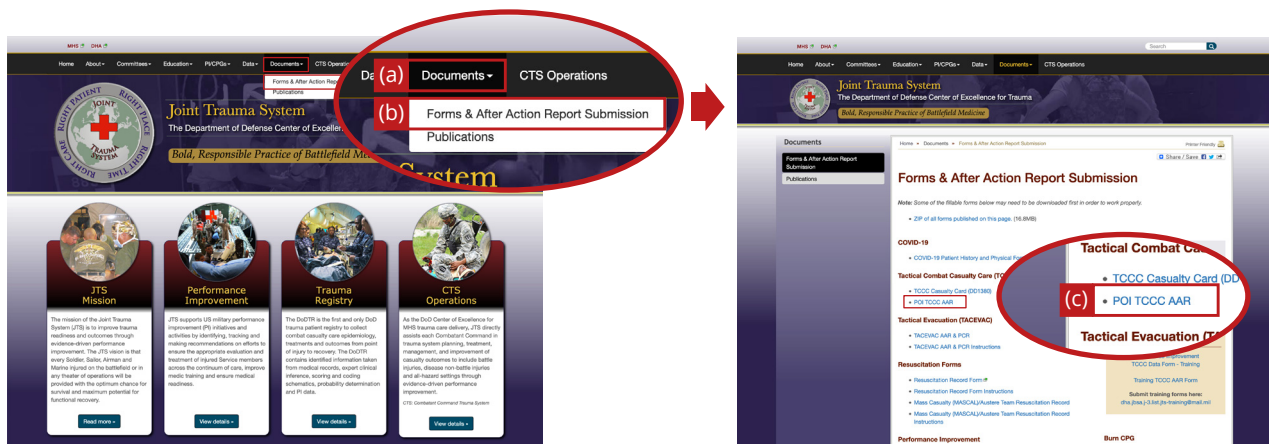 MHS DHA
Home About Committees Education PI/CPGs Data Documents CTS Operatio
Forms & After Action Rep
Publications
RIGHT PATIENT RIGHT PLACE RIGHT TIME RIGHT CARE
JOINT
TRAUMA
SYSTEM
Joint Trauma System
The Department of Defense Center of Excellen
Bold, Responsible Practice of Battlefield Me
Da
(a) Documents CTS Operations
(b) Forms & After Action Report Submission
Publications
System
JTS
Mission
The mission of the Joint Trauma
System (JTS) is to improve trauma
readiness and outcomes through
evidence-driven performance
improvement. The JTS vision is that
every Soldier, Sailor, Airman and
Marine injured on the battlefield or in
any theater of operations will be
provided with the optimum chance for
survival and maximum potential for
functional recovery.
Read more »
Performance
Improvement
JTS supports US military performance
improvement (PI) initiatives and
activities by identifying, tracking and
making recommendations on efforts to
ensure the appropriate evaluation and
treatment of injured Service members
across the continuum of care, improve
medic training and ensure medical
readiness.
View details »
Trauma
Registry
The DoDTR is the first and only DoD
trauma patient registry to collect
combat casualty care epidemiology,
treatments and outcomes from point
of injury to recovery. The DoDTR
contains identified information taken
from medical records, expert clinical
inference, scoring and coding
schematics, probability determination
and PI data.
View details »
CTS
Operations
As the DoD Center of Excellence for
MHS trauma care delivery, JTS directly
assists each Combatant Command in
trauma system planning, treatment,
management, and improvement of
casualty outcomes to include battle
injuries, disease non-battle injuries
and all-hazard settings through
evidence-driven performance
improvement.
CTS: Combatant Command Trauma System
View details »
MHS DHA
Search
Home About Committees Education PI/CPGs Data Documents CTS Operations
Joint Trauma System
The Department of Defense Center of Excellence for Trauma
Bold, Responsible Practice of Battlefield Medicine
Documents
Forms & After Action Report
Submission
Publications
Home » Documents » Forms & After Action Report Submission
Printer Friendly
Share / Save
Forms & After Action Report Submission
Note: Some of the fillable forms below may need to be downloaded first in order to work properly.
• ZIP of all forms published on this page. (16.8MB)
COVID-19
• COVID-19 Patient History and Physical For
Tactical Combat Casualty Care (TC
• TCCC Casualty Card (DD1380)
• POI TCCC AAR
Tactical Evacuation (TACEVAC)
• TACEVAC AAR & PCR
• TACEVAC AAR & PCR Instructions
Resuscitation Forms
• Resuscitation Record Form
• Resuscitation Record Form Instructions
• Mass Casualty (MASCAL)/Austere Team Resuscitation Record
• Mass Casualty (MASCAL)/Austere Team Resuscitation Record
Instructions
Performance Improvement
Tactical Combat Ca
• TCCC Casualty Card (DD
(c) • POI TCCC AAR
Tactical Evacuation (TA
TCCC Data Form - Training
Training TCCC AAR Form
Submit training forms here:
dha.jbsa.j-3.list.jts-training@mail.mil
Burn CPG